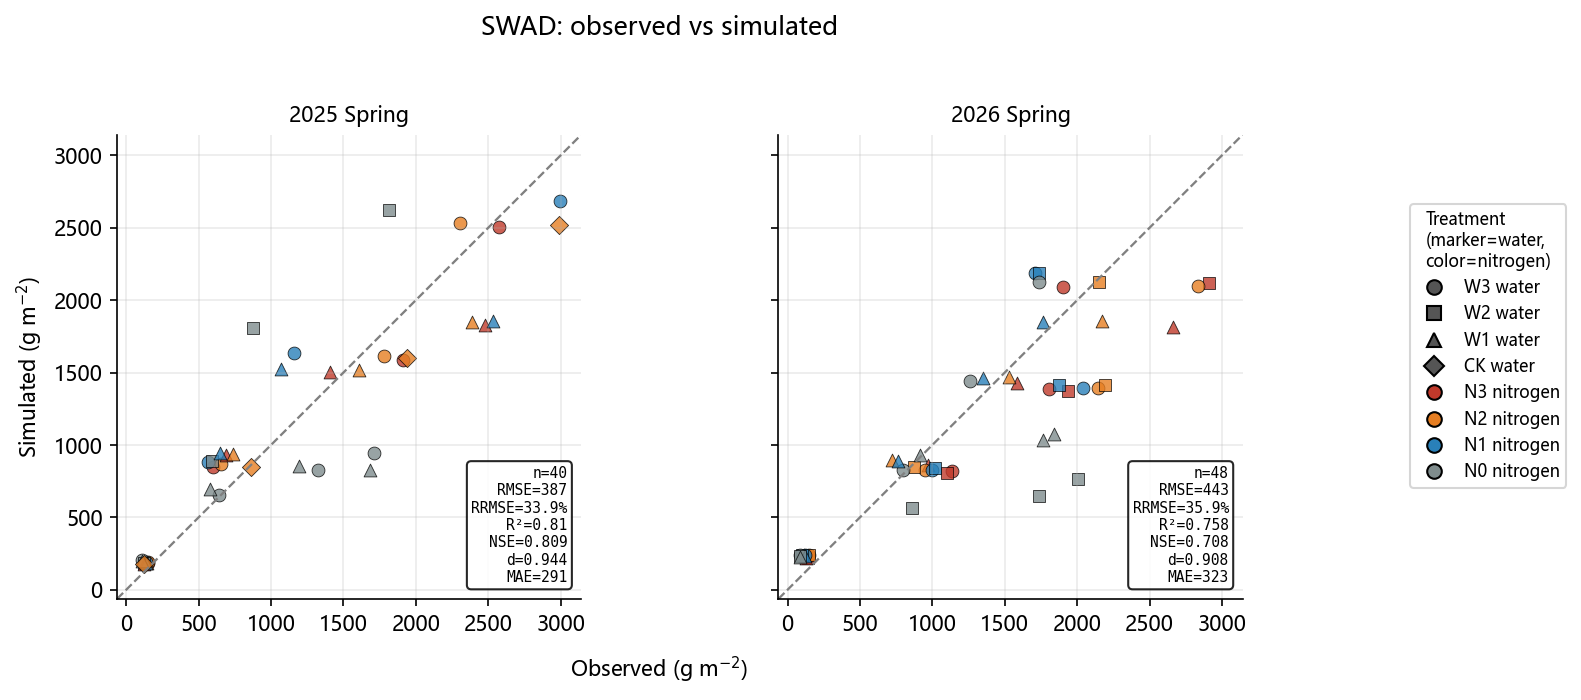 SWAD: observed vs simulated
2025 Spring
2026 Spring
Simulated (g m⁻²)
3000
2500
2000
1500
1000
500
0
0 500 1000 1500 2000 2500 3000
n=40
RMSE=387
RRMSE=33.9%
R²=0.81
NSE=0.809
d=0.944
MAE=291
0 500 1000 1500 2000 2500 3000
n=48
RMSE=443
RRMSE=35.9%
R²=0.758
NSE=0.708
d=0.908
MAE=323
Observed (g m⁻²)
Treatment
(marker=water,
color=nitrogen)
W3 water
W2 water
W1 water
CK water
N3 nitrogen
N2 nitrogen
N1 nitrogen
N0 nitrogen